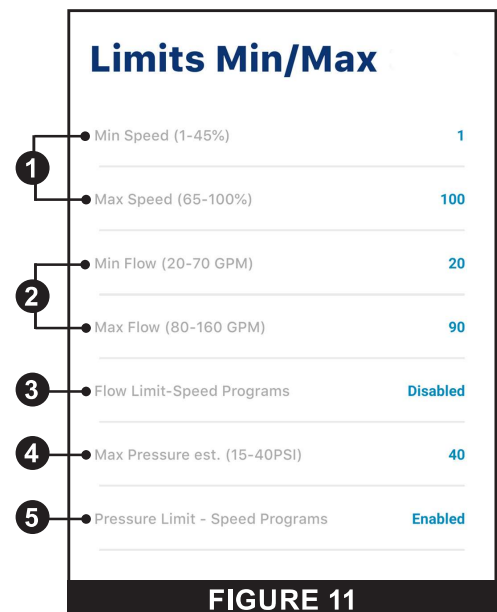 Limits Min/Max
1
Min Speed (1-45%) 1
Max Speed (65-100%) 100
2
Min Flow (20-70 GPM) 20
Max Flow (80-160 GPM) 90
3 Flow Limit-Speed Programs Disabled
4 Max Pressure est. (15-40PSI) 40
5 Pressure Limit - Speed Programs Enabled
FIGURE 11